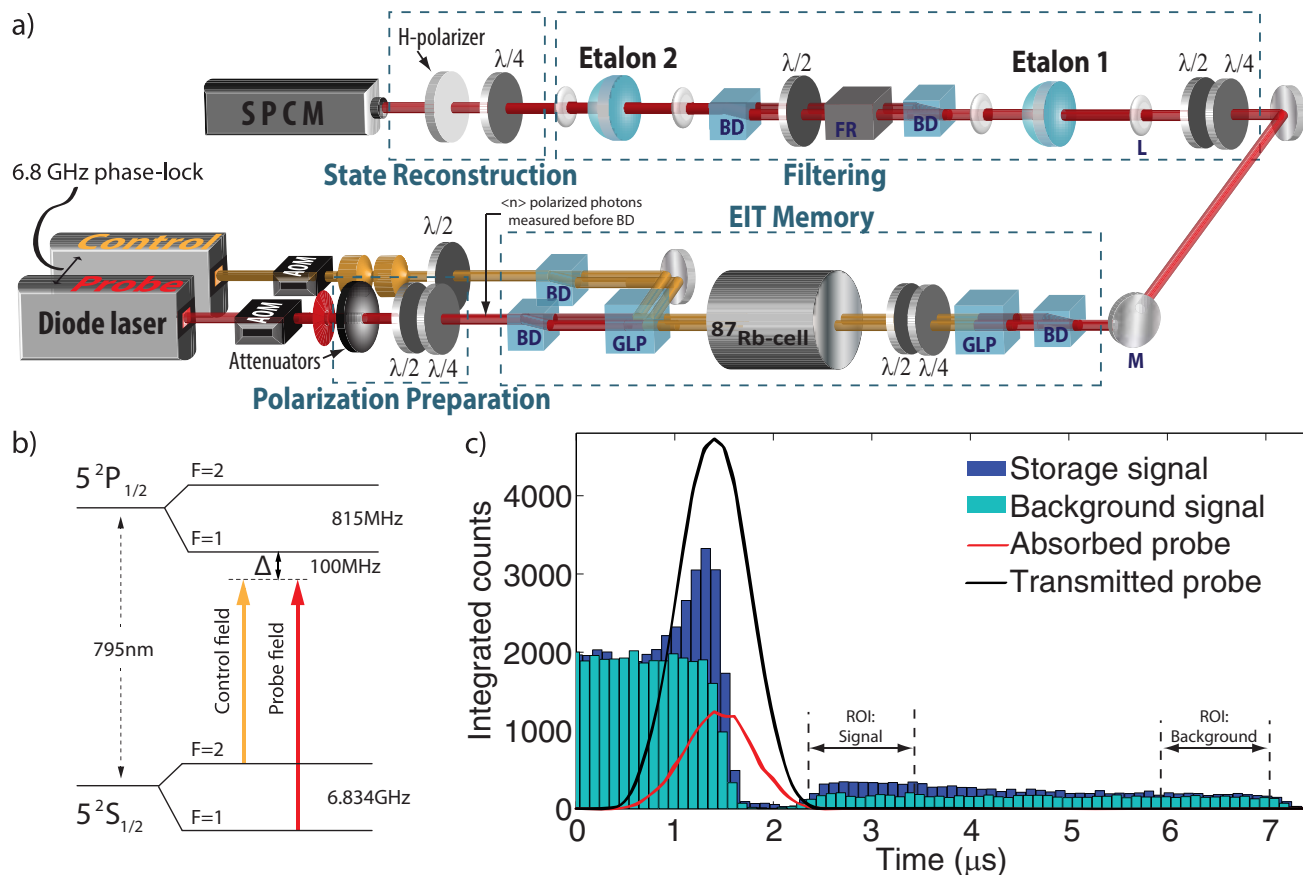 a)
H-polarizer
λ/4
SPCM
Etalon 2
λ/2
Etalon 1
λ/2
λ/4
BD
FR
BD
L
State Reconstruction
Filtering
6.8 GHz phase-lock
<n> polarized photons
measured before BD
EIT Memory
Control
Probe
Diode laser
AOM
AOM
λ/2
BD
BD
GLP
87Rb-cell
GLP
BD
M
Attenuators
λ/2
λ/4
λ/2
λ/4
Polarization Preparation
b)
5 ²P 1/2
F=2
815MHz
F=1
Δ
100MHz
795nm
Control field
Probe field
F=2
6.834GHz
5 ²S1/2
F=1
c)
Integrated counts
4000
3000
2000
1000
0
Storage signal
Background signal
Absorbed probe
Transmitted probe
ROI:
Signal
ROI:
Background
0
1
2
3
4
5
6
7
Time (μs)